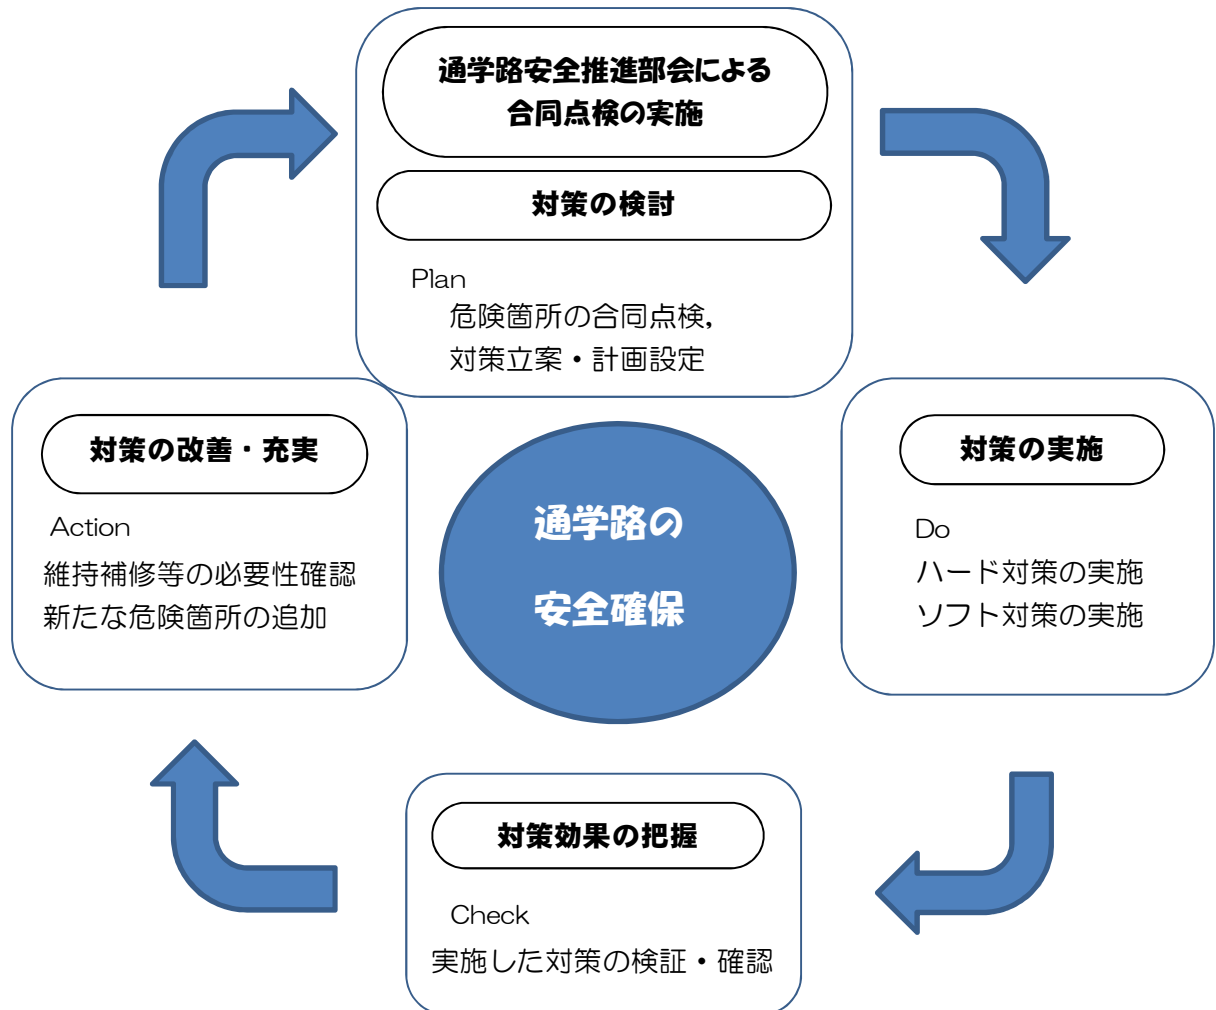 通学路安全推進部会による
合同点検の実施
対策の検討
Plan
危険箇所の合同点検,
対策立案・計画設定
対策の改善・充実
Action
維持補修等の必要性確認
新たな危険箇所の追加
通学路の
安全確保
対策の実施
Do
ハード対策の実施
ソフト対策の実施
対策効果の把握
Check
実施した対策の検証・確認